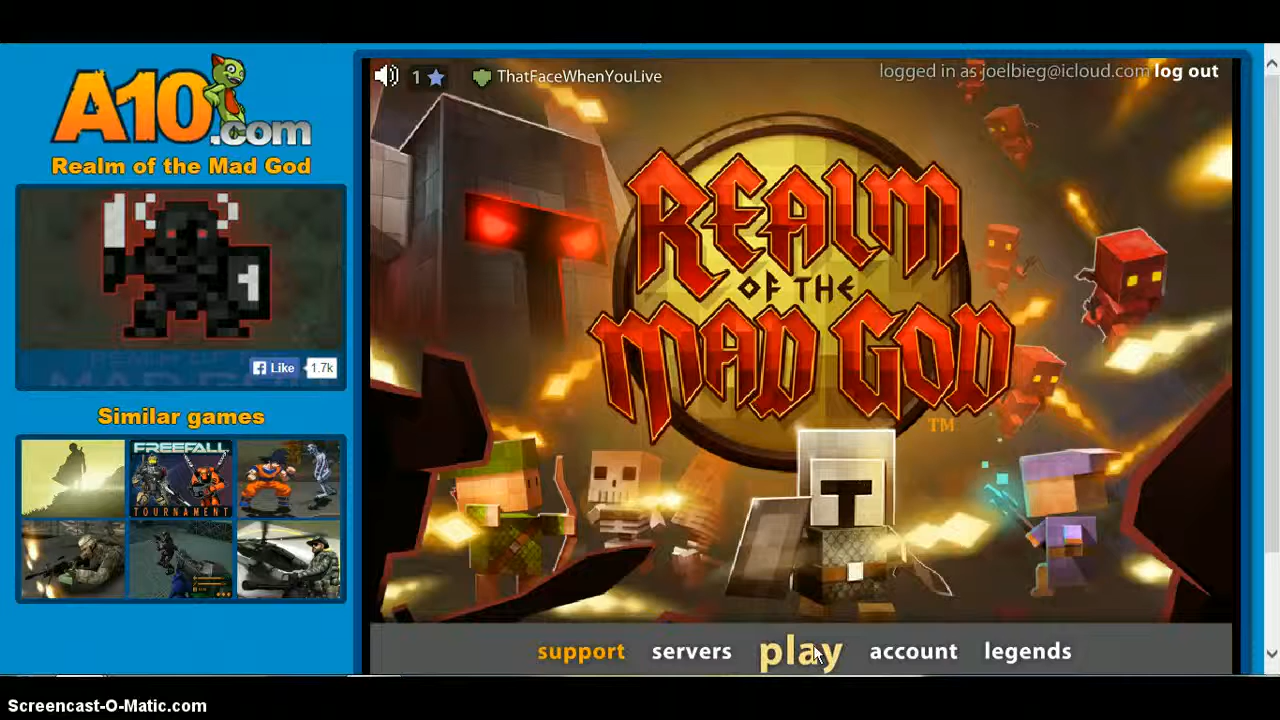 A10.com
Realm of the Mad God
Like 1.7k
Similar games
FREEFALL
TOURNAMENT
1 ThatFaceWhenYouLive
logged in as joelbieg@icloud.com log out
REALM
OF THE
MAD GOD
TM
support servers play account legends
Screencast-O-Matic.com